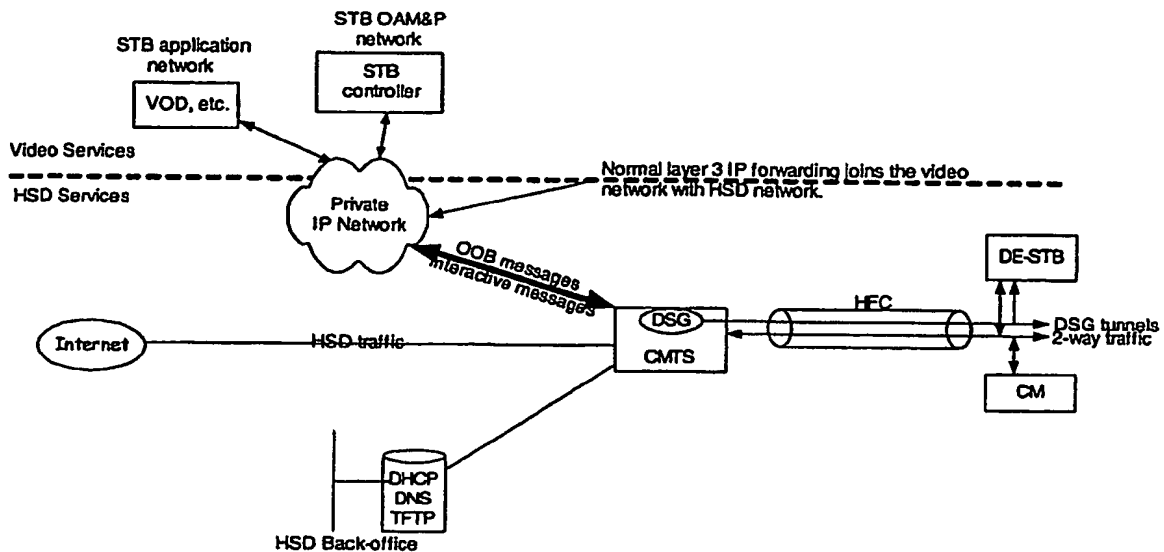 STB OAM&P
network
STB application
network
STB
controller
VOD, etc.
Video Services
HSD Services
Normal layer 3 IP forwarding joins the video
network with HSD network.
Private
IP Network
OOB messages
Interactive messages
DE-STB
HFC
DSG
DSG tunnels
2-way traffic
CMTS
Internet
HSD traffic
CM
DHCP
DNS
TFTP
HSD Back-office